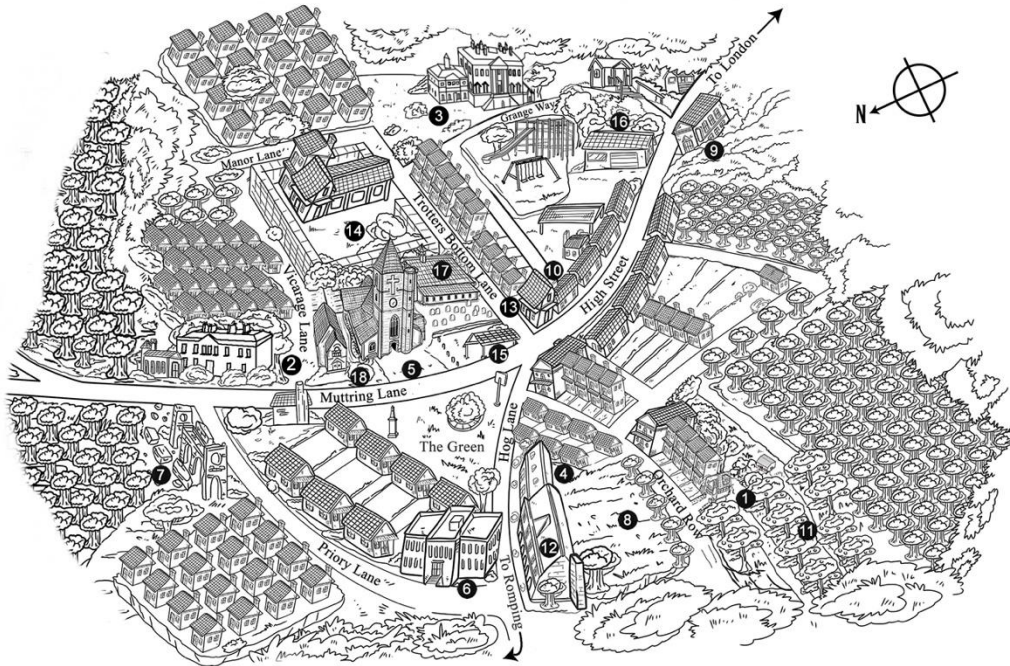 To London
N
3
Grange Way
16
9
Manor Lane
14
Trotters Bottom Lane
17
10
High Street
13
Vicarage Lane
2
18
5
15
Muttring Lane
The Green
Hog Lane
7
4
Orchard Row
1
8
11
12
Priory Lane
6
To Romping